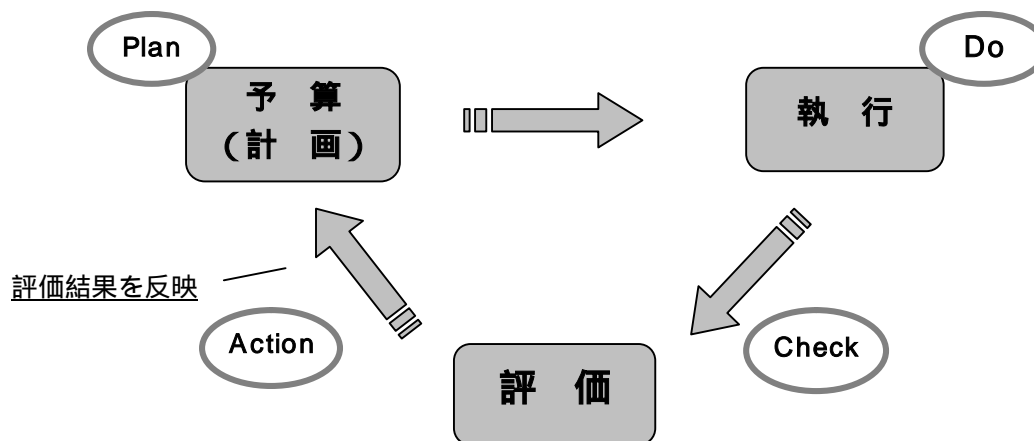 Plan
Do
予 算
(計 画)
執 行
評価結果を反映
Action
Check
評 価